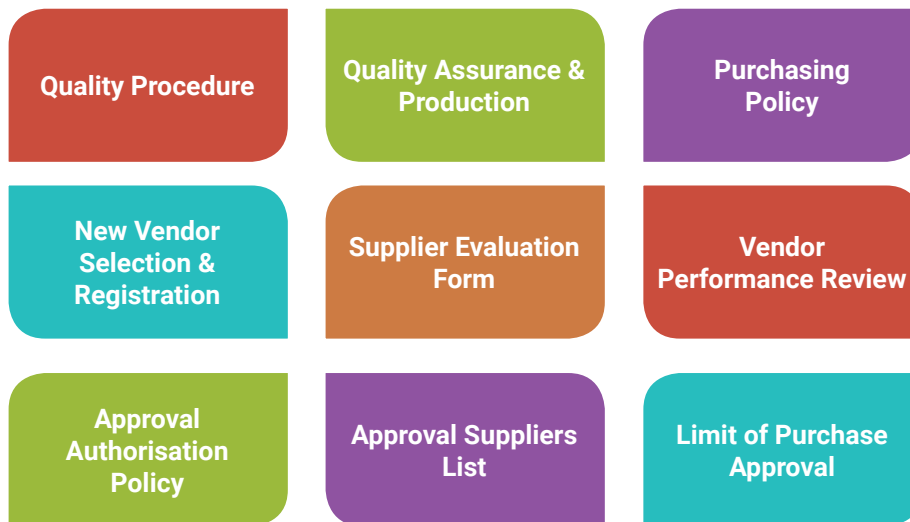 Quality Procedure
Quality Assurance &
Production
Purchasing
Policy
New Vendor
Selection &
Registration
Supplier Evaluation
Form
Vendor
Performance Review
Approval
Authorisation
Policy
Approval Suppliers
List
Limit of Purchase
Approval